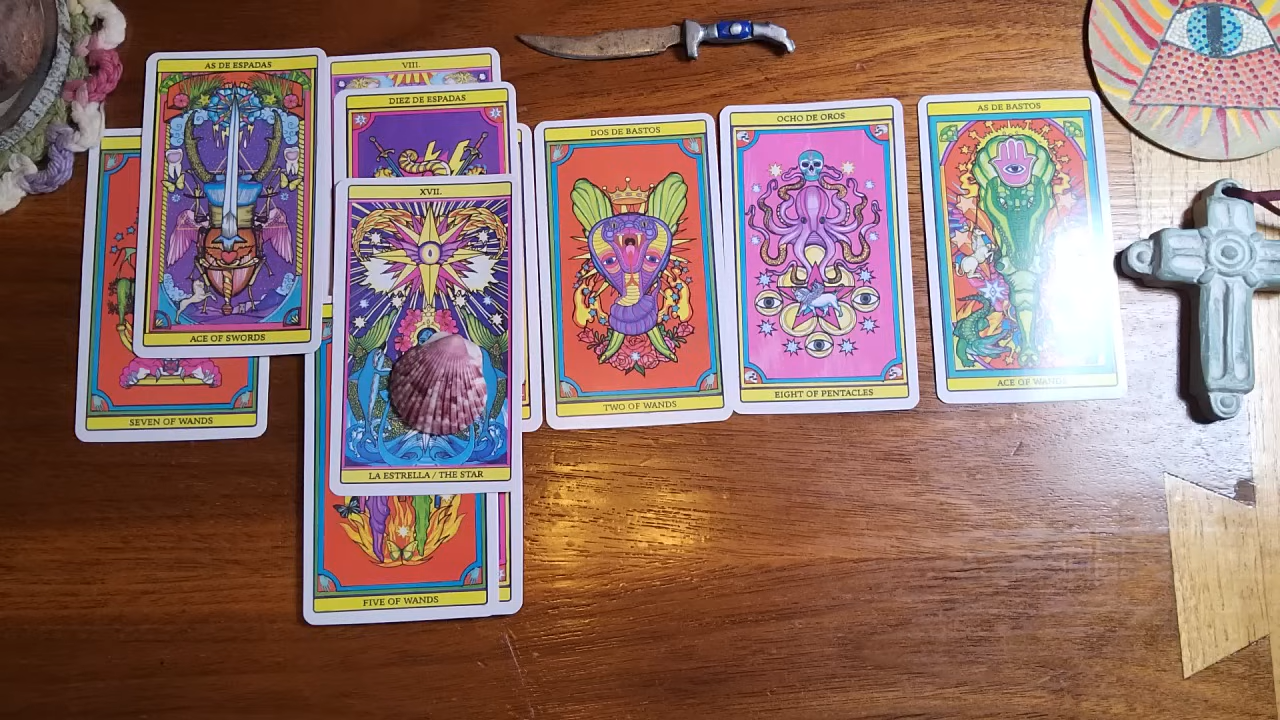 AS DE ESPADAS
ACE OF SWORDS
SEVEN OF WANDS
VIII.
DIEZ DE ESPADAS
XVII.
LA ESTRELLA / THE STAR
FIVE OF WANDS
DOS DE BASTOS
TWO OF WANDS
OCHO DE OROS
EIGHT OF PENTACLES
AS DE BASTOS
ACE OF WANDS